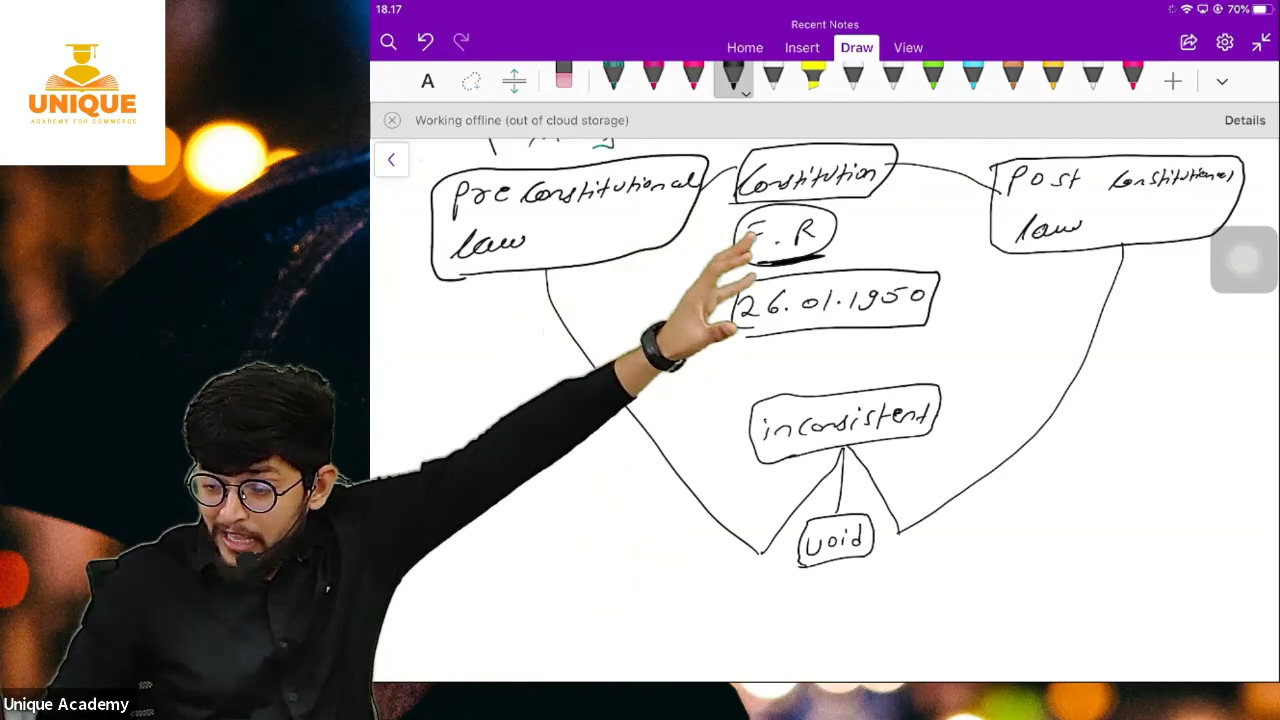 UNIQUE
ACADEMY FOR COMMERCE
18.17
70%
Recent Notes
Home Insert Draw View
A
Working offline (out of cloud storage)
Details
Pre Constitutional
law
Constitution
F.R
26.01.1950
Post Constitutional
law
inconsistent
void
Unique Academy